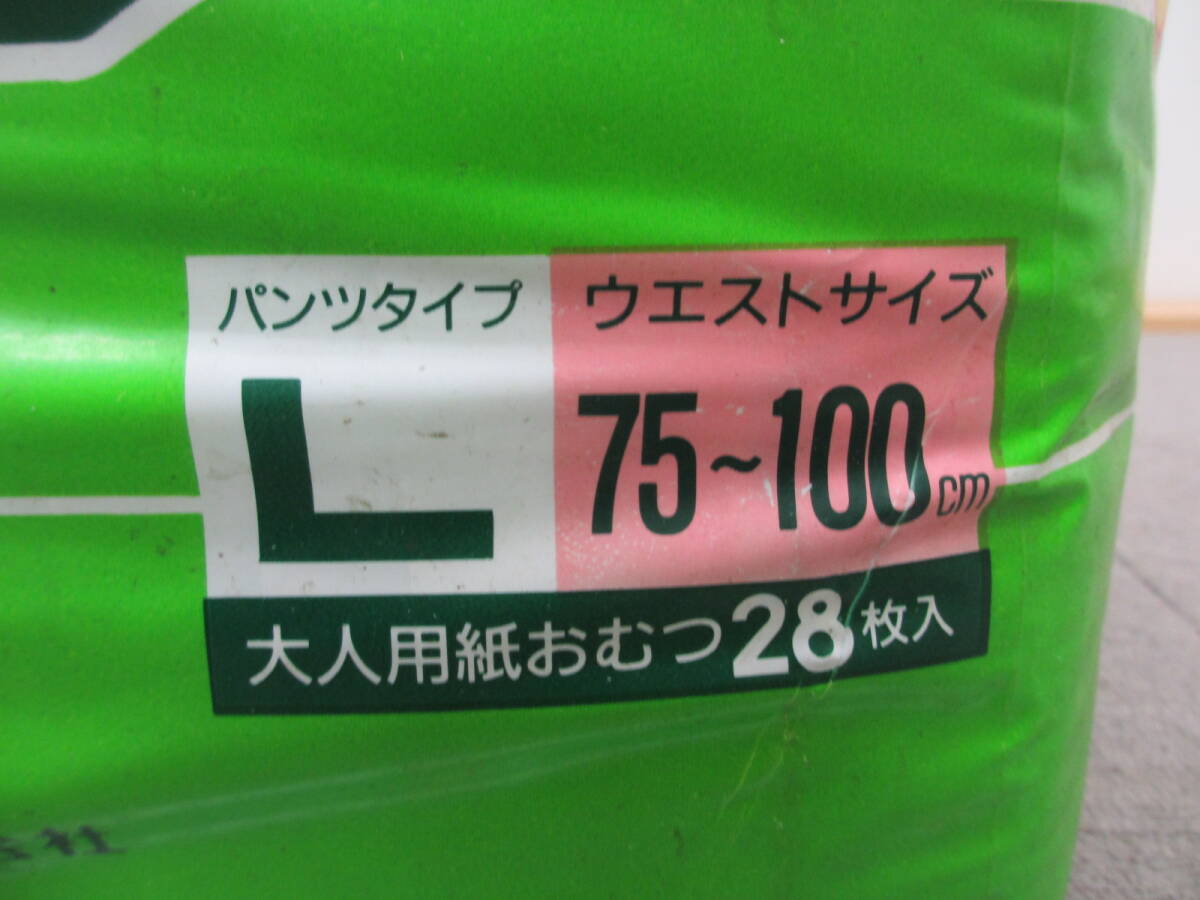 パンツタイプ
ウエストサイズ
L
75~100cm
大人用紙おむつ28枚入
社